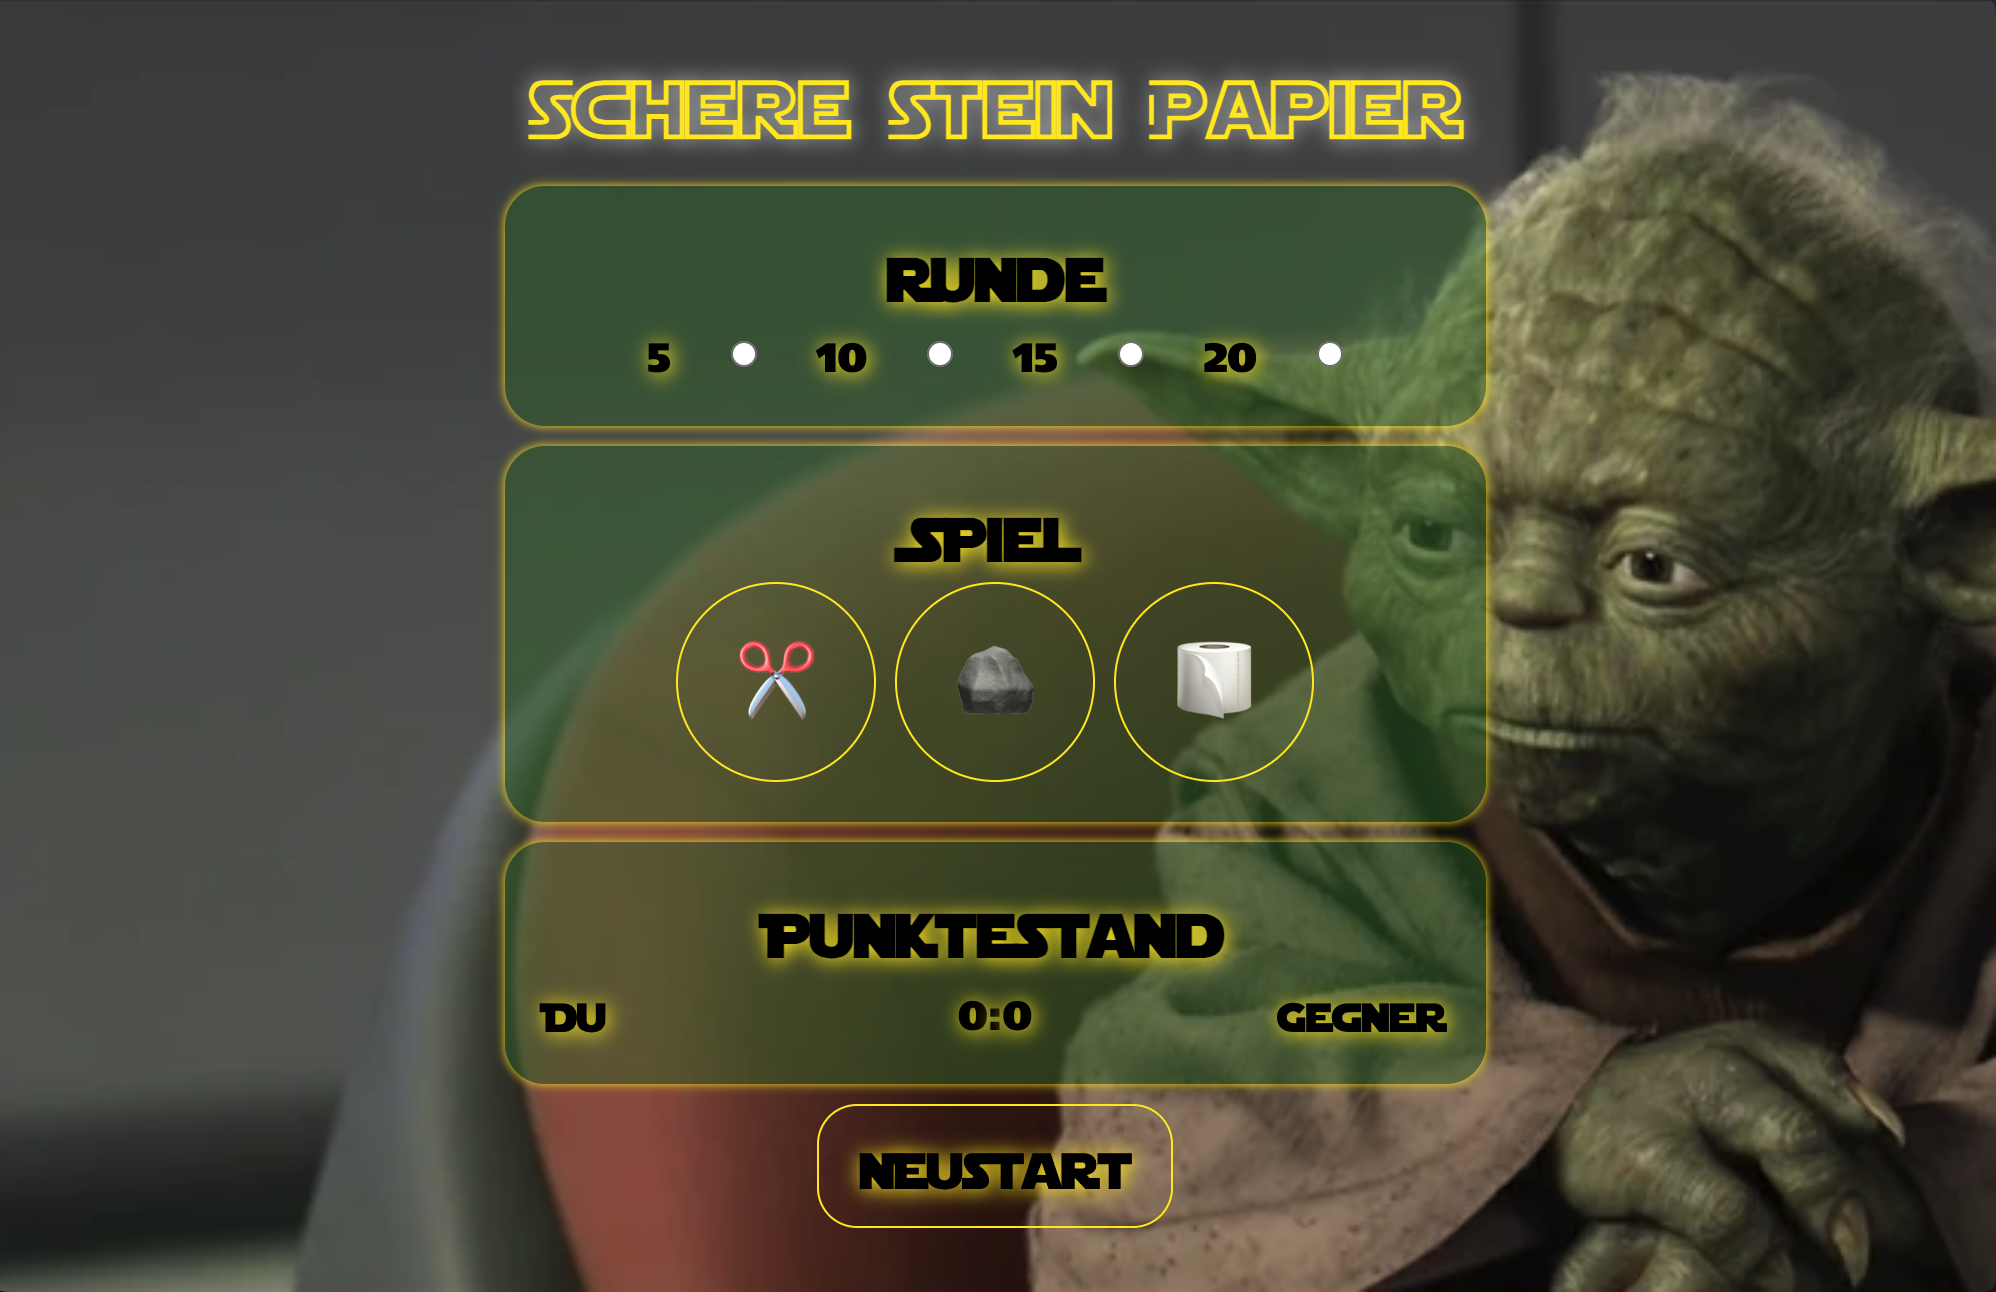 SCHERE STEIN PAPIER
RUNDE
5 10 15 20
SPIEL
PUNKTESTAND
DU 0:0 GEGNER
NEUSTART